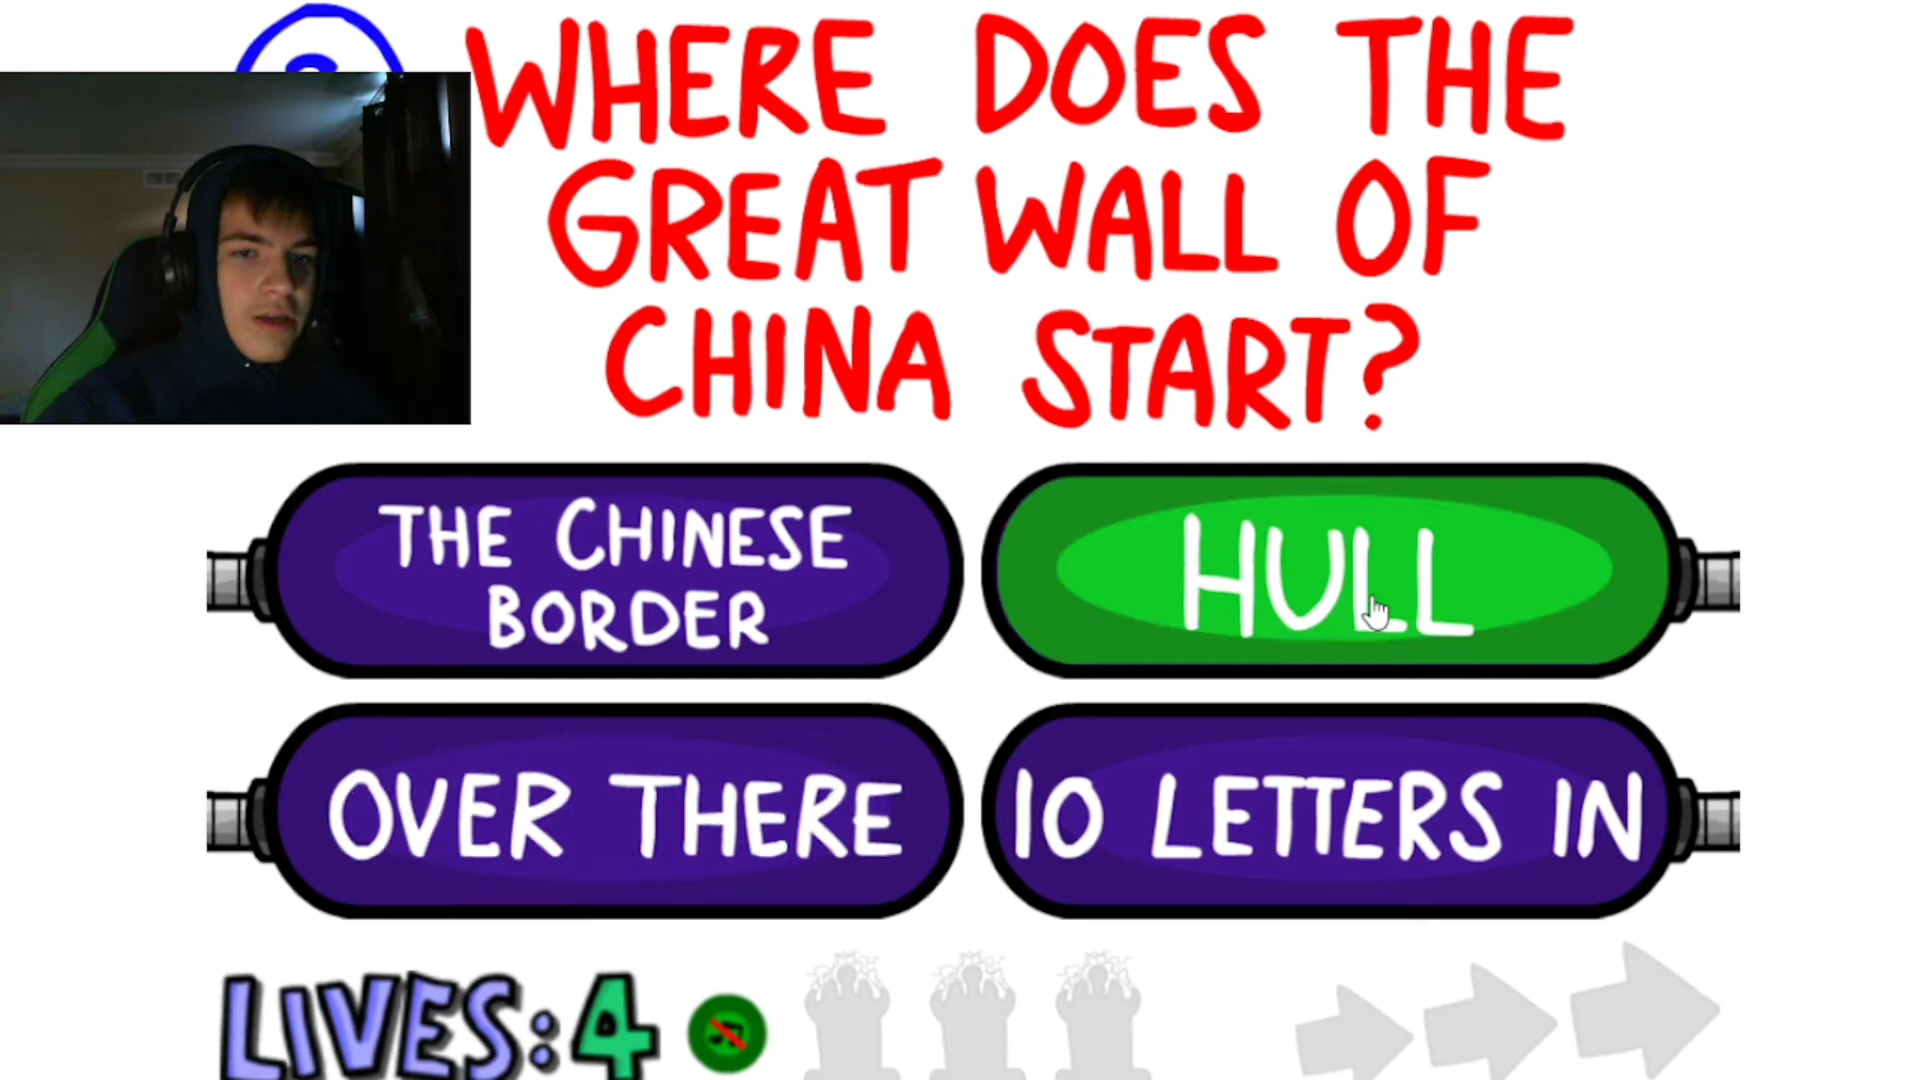 WHERE DOES THE
GREAT WALL OF
CHINA START?
THE CHINESE
BORDER
HULL
OVER THERE
10 LETTERS IN
LIVES: 4